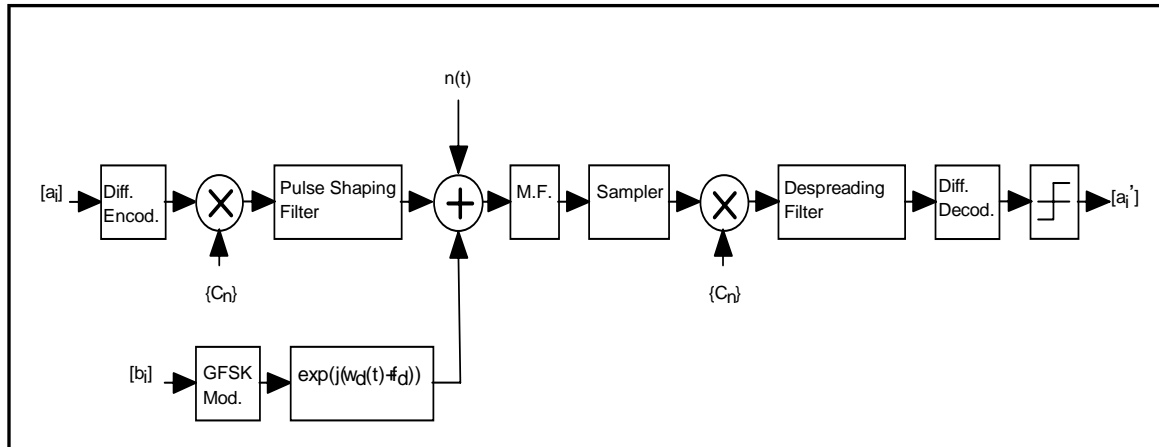 n(t)
[ai]
Diff.
Encod.
Pulse Shaping
Filter
M.F.
Sampler
Despreading
Filter
Diff.
Decod.
[ai']
{Cn}
{Cn}
[bi]
GFSK
Mod.
exp(j(wd(t)+fd))